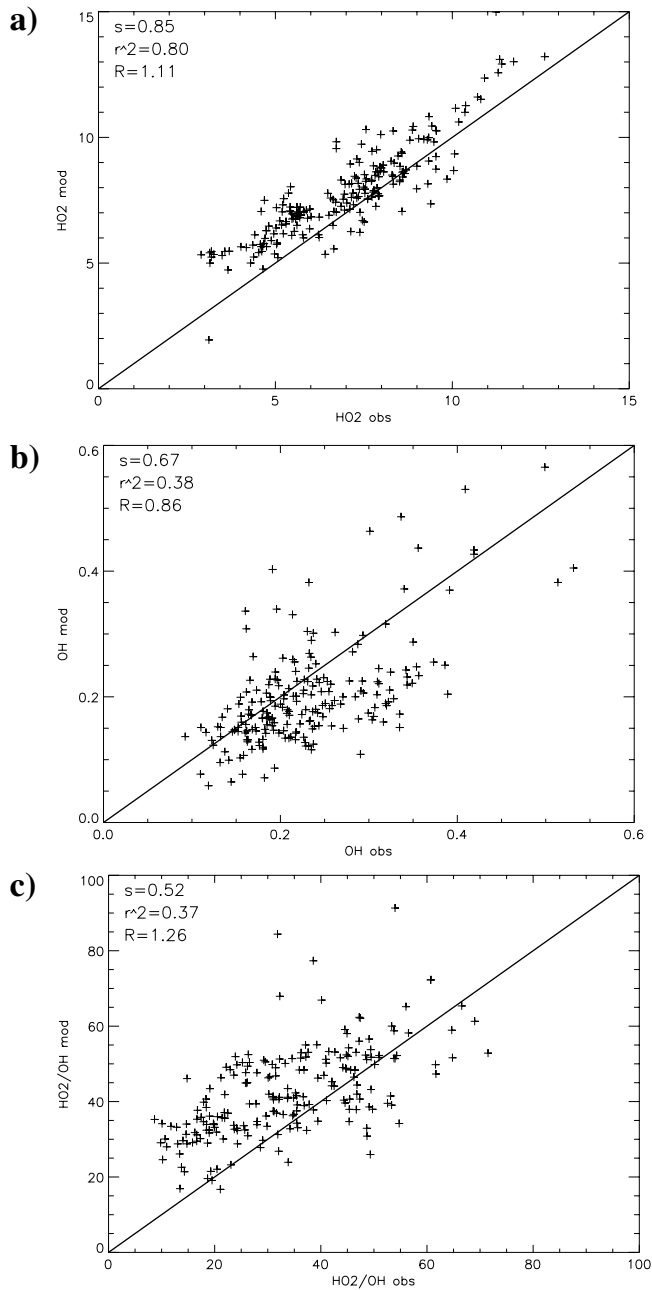 a)
s=0.85
r^2=0.80
R=1.11
15
10
5
0
HO2 mod
0 5 10 15
HO2 obs
b)
s=0.67
r^2=0.38
R=0.86
0.6
0.4
0.2
0.0
OH mod
0.0 0.2 0.4 0.6
OH obs
c)
s=0.52
r^2=0.37
R=1.26
100
80
60
40
20
0
HO2/OH mod
0 20 40 60 80 100
HO2/OH obs